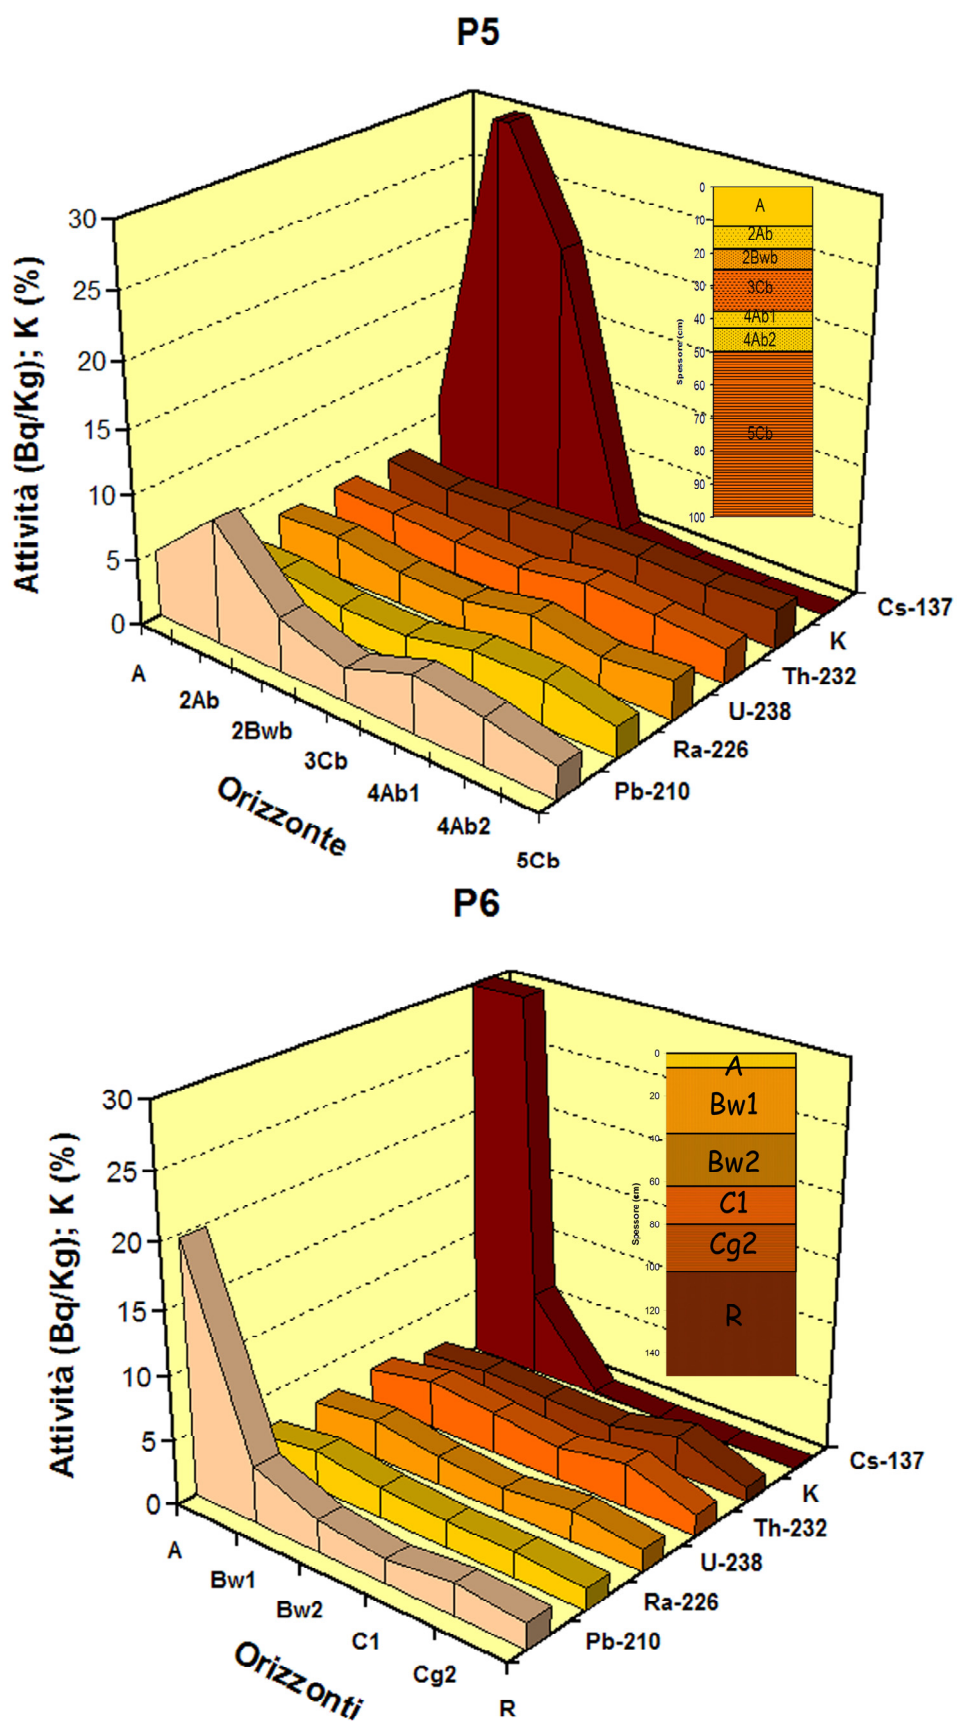 P5
Attività (Bq/Kg); K (%)
30
25
20
15
10
5
0
A
2Ab
2Bwb
3Cb
4Ab1
4Ab2
5Cb
Orizzonte
Pb-210
Ra-226
U-238
Th-232
K
Cs-137
Spessore (cm)
0
10
20
30
40
50
60
70
80
90
100
A
2Ab
2Bwb
3Cb
4Ab1
4Ab2
5Cb
P6
Attività (Bq/Kg); K (%)
30
25
20
15
10
5
0
A
Bw1
Bw2
C1
Cg2
R
Orizzonti
Pb-210
Ra-226
U-238
Th-232
K
Cs-137
Spessore (cm)
0
20
40
60
80
100
120
140
A
Bw1
Bw2
C1
Cg2
R